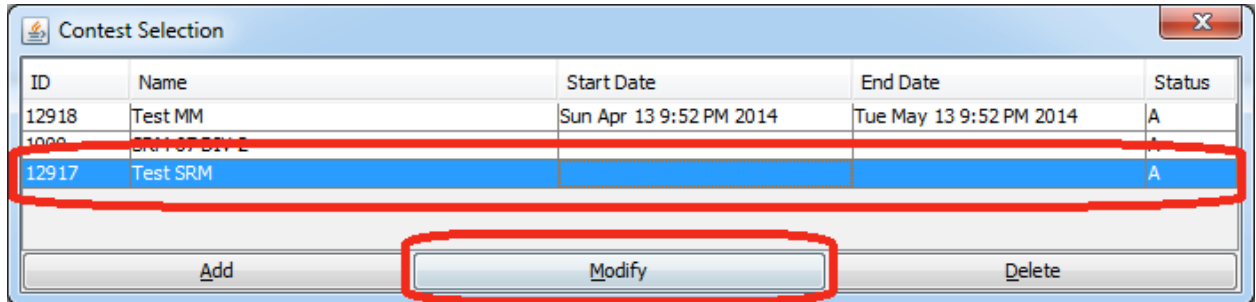 Contest Selection
ID Name Start Date End Date Status
12918 Test MM Sun Apr 13 9:52 PM 2014 Tue May 13 9:52 PM 2014 A
A
12917 Test SRM A
Add Modify Delete